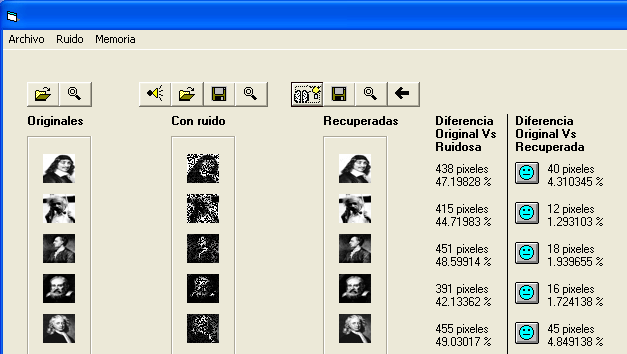 Archivo Ruido Memoria
Originales
Con ruido
Recuperadas
Diferencia
Original Vs
Ruidosa
Diferencia
Original Vs
Recuperada
438 pixeles
47.19828 %
40 pixeles
4.310345 %
415 pixeles
44.71983 %
12 pixeles
1.293103 %
451 pixeles
48.59914 %
18 pixeles
1.939655 %
391 pixeles
42.13362 %
16 pixeles
1.724138 %
455 pixeles
49.03017 %
45 pixeles
4.849138 %